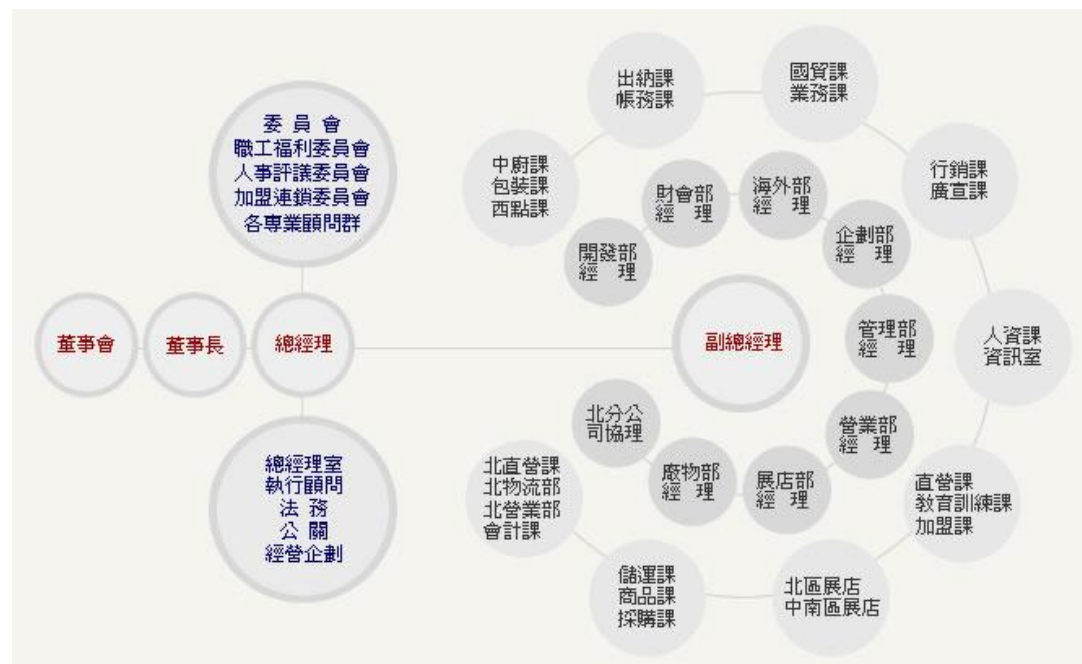 委 員 會
職工福利委員會
人事評議委員會
加盟連鎖委員會
各專業顧問群
董事會
董事長
總經理
總經理室
執行顧問
法 務
公 關
經營企劃
副總經理
開發部
經 理
財會部
經 理
海外部
經 理
企劃部
經 理
管理部
經 理
營業部
經 理
展店部
經 理
廠物部
經 理
北分公
司協理
中廚課
包裝課
西點課
出納課
帳務課
國貿課
業務課
行銷課
廣宣課
人資課
資訊室
直營課
教育訓練課
加盟課
北區展店
中南區展店
儲運課
商品課
採購課
北直營課
北物流部
北營業部
會計課